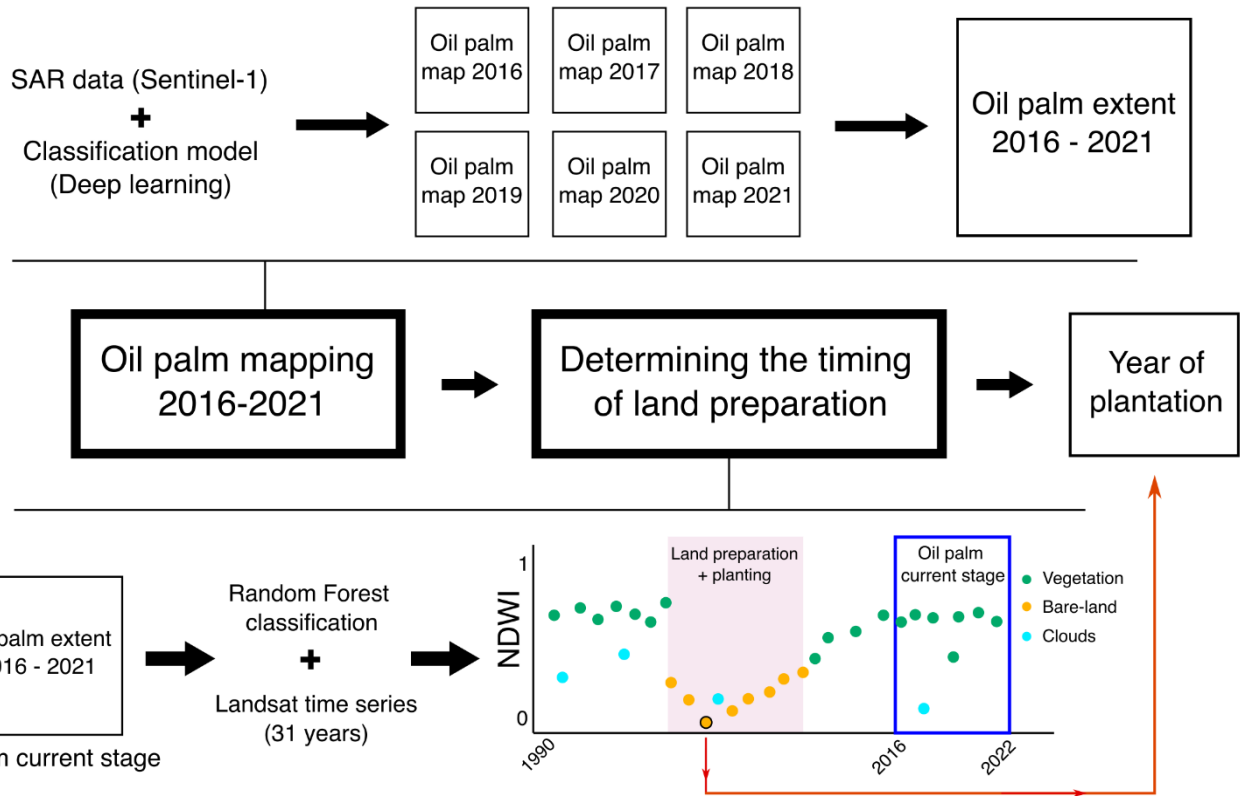 SAR data (Sentinel-1)
+
Classification model
(Deep learning)
Oil palm
map 2016
Oil palm
map 2017
Oil palm
map 2018
Oil palm
map 2019
Oil palm
map 2020
Oil palm
map 2021
Oil palm extent
2016 - 2021
Oil palm mapping
2016-2021
Determining the timing
of land preparation
Year of
plantation
palm extent
16 - 2021
current stage
Random Forest
classification
+
Landsat time series
(31 years)
NDWI
1
0
Land preparation
+ planting
Oil palm
current stage
Vegetation
Bare-land
Clouds
1990
2016
2022